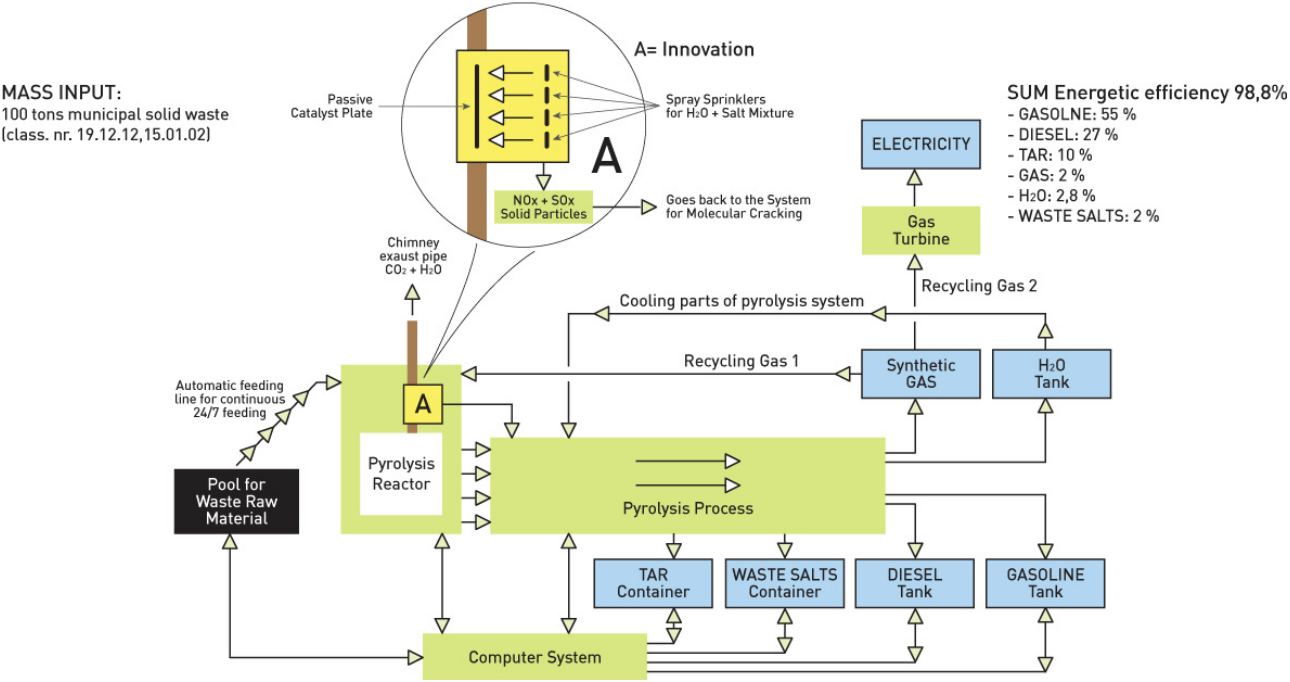 A= Innovation
MASS INPUT:
100 tons municipal solid waste
(class. nr. 19.12.12,15.01.02)
Passive
Catalyst Plate
Spray Sprinklers
for H₂O + Salt Mixture
A
NOx + SOx
Solid Particles
Goes back to the System
for Molecular Cracking
SUM Energetic efficiency 98,8%
- GASOLNE: 55 %
- DIESEL: 27 %
- TAR: 10 %
- GAS: 2 %
- H₂O: 2,8 %
- WASTE SALTS: 2 %
ELECTRICITY
Gas
Turbine
Recycling Gas 2
Chimney
exaust pipe
CO₂ + H₂O
Cooling parts of pyrolysis system
Recycling Gas 1
Synthetic
GAS
H₂O
Tank
Automatic feeding
line for continuous
24/7 feeding
A
Pyrolysis
Reactor
Pool for
Waste Raw
Material
Pyrolysis Process
TAR
Container
WASTE SALTS
Container
DIESEL
Tank
GASOLINE
Tank
Computer System